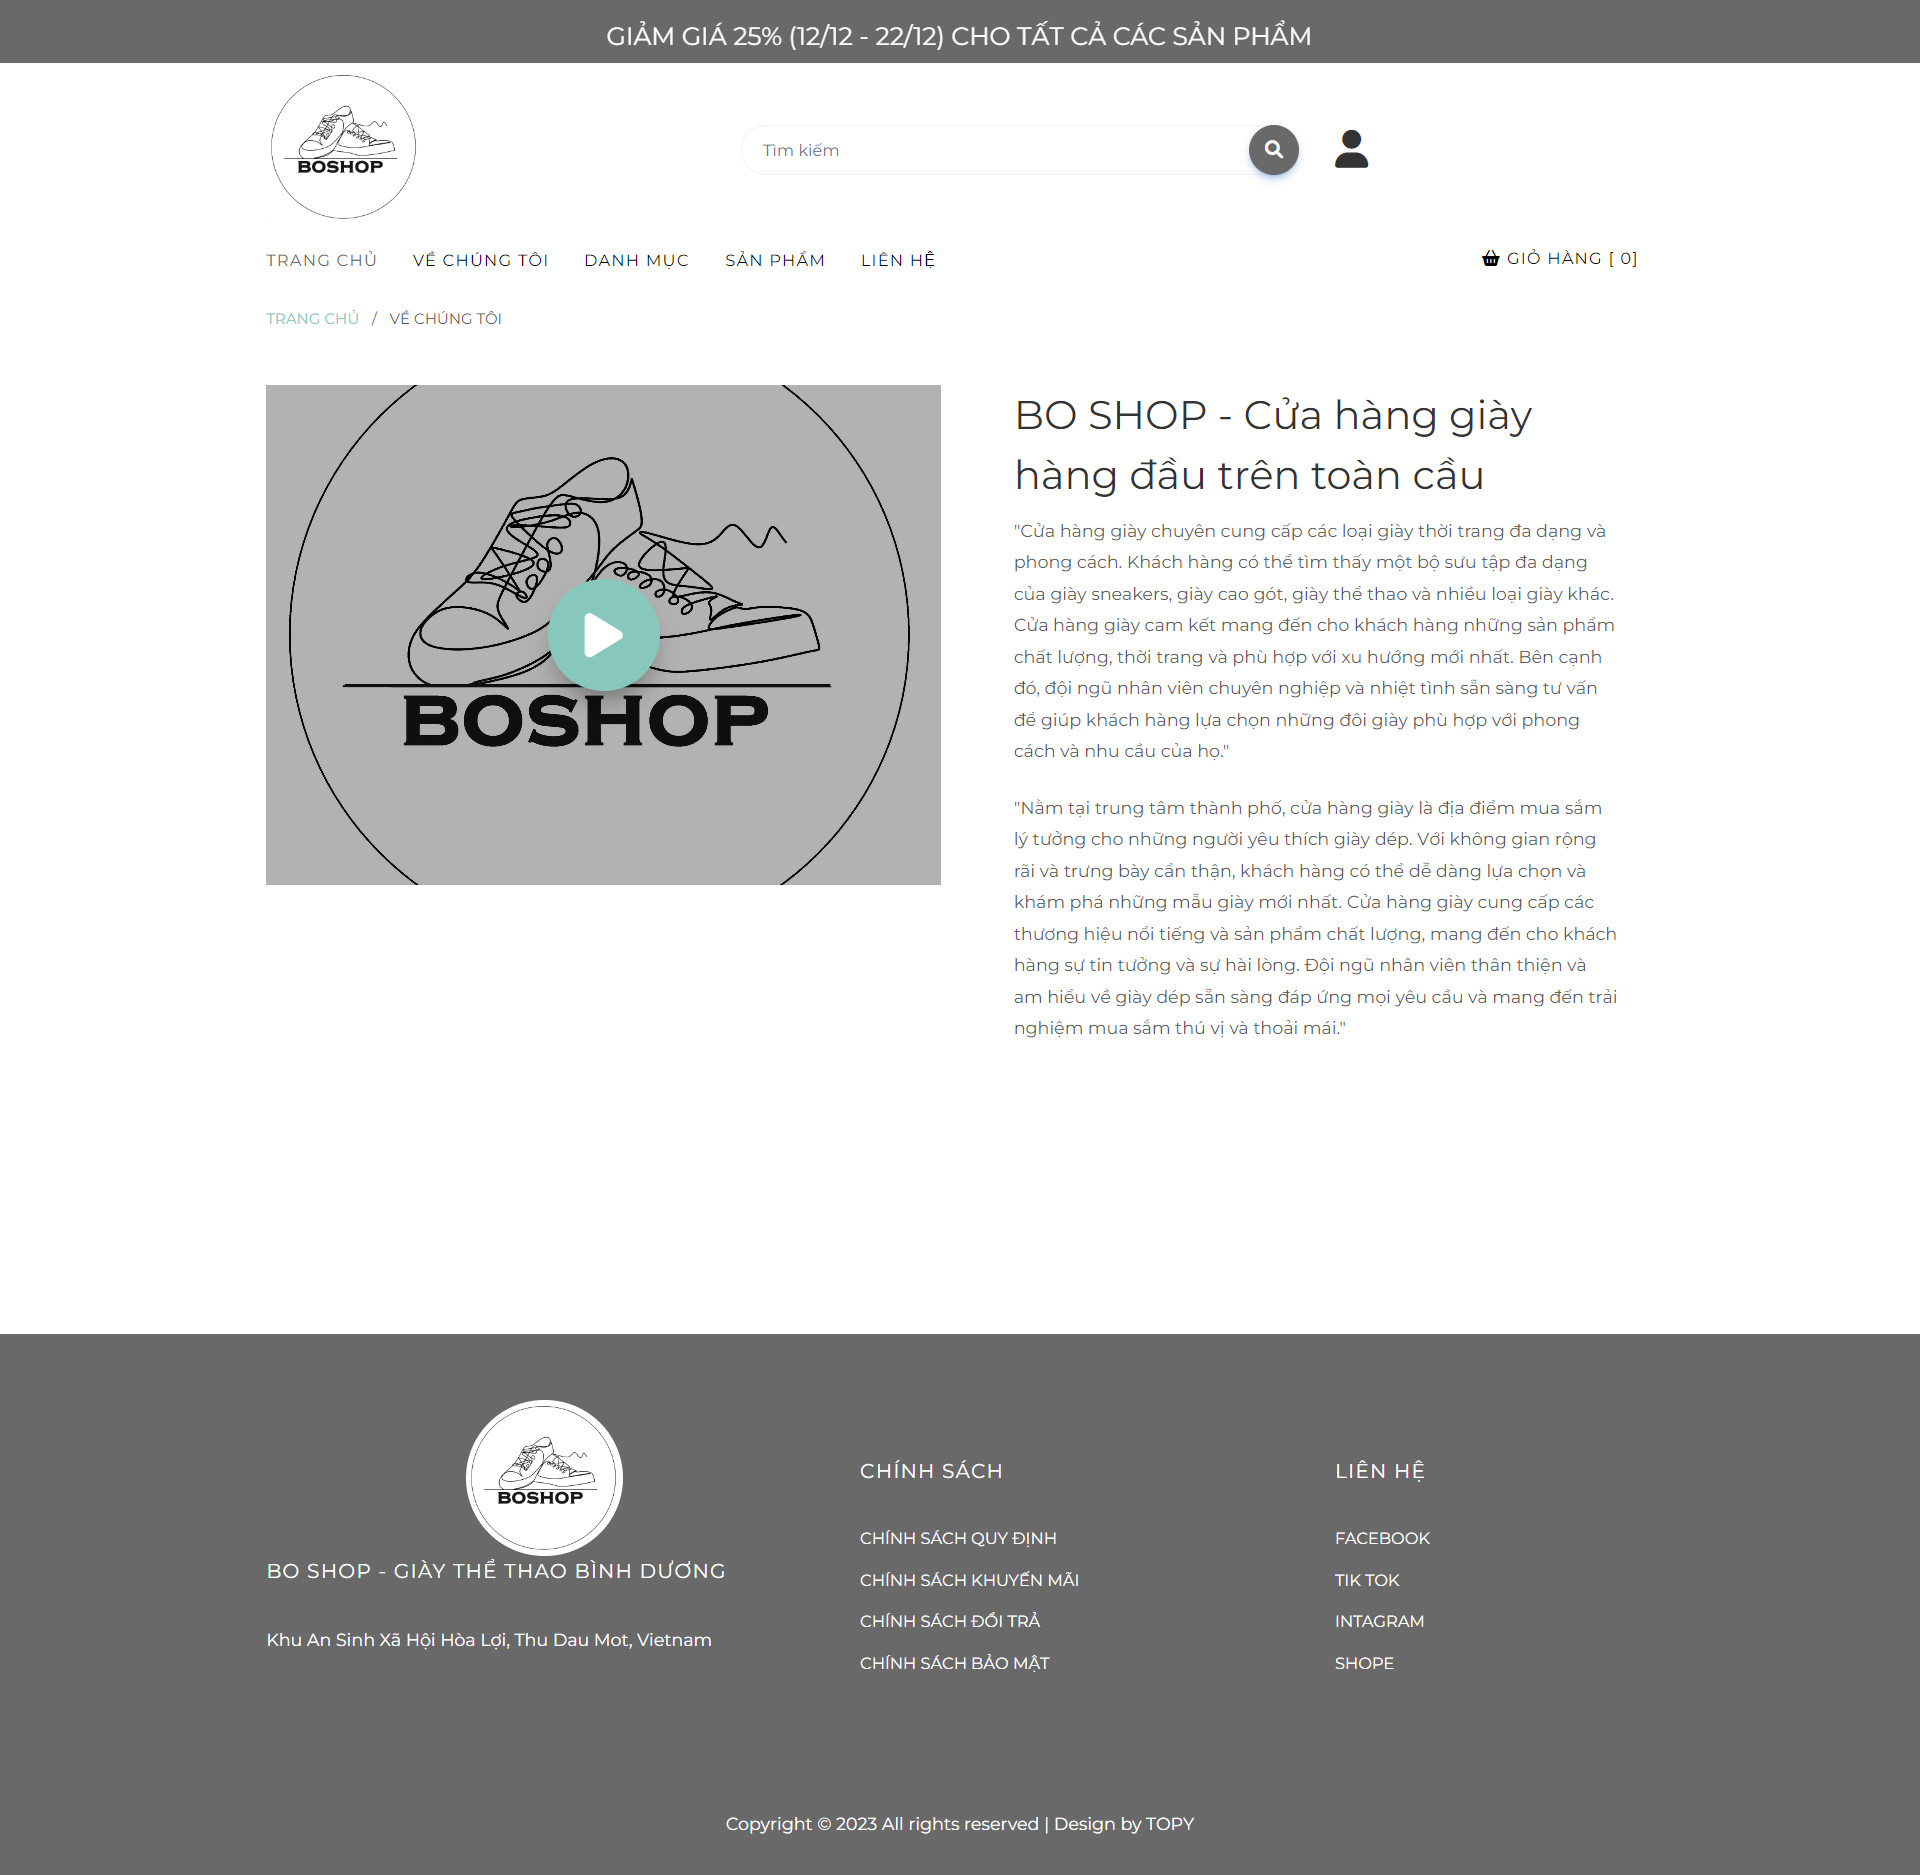 GIẢM GIÁ 25% (12/12 - 22/12) CHO TẤT CẢ CÁC SẢN PHẨM
BOSHOP
Tìm kiếm
TRANG CHỦ VỀ CHÚNG TÔI DANH MỤC SẢN PHẨM LIÊN HỆ GIỎ HÀNG [ 0]
TRANG CHỦ / VỀ CHÚNG TÔI
BOSHOP
BO SHOP - Cửa hàng giày
hàng đầu trên toàn cầu
"Cửa hàng giày chuyên cung cấp các loại giày thời trang đa dạng và
phong cách. Khách hàng có thể tìm thấy một bộ sưu tập đa dạng
của giày sneakers, giày cao gót, giày thể thao và nhiều loại giày khác.
Cửa hàng giày cam kết mang đến cho khách hàng những sản phẩm
chất lượng, thời trang và phù hợp với xu hướng mới nhất. Bên cạnh
đó, đội ngũ nhân viên chuyên nghiệp và nhiệt tình sẵn sàng tư vấn
để giúp khách hàng lựa chọn những đôi giày phù hợp với phong
cách và nhu cầu của họ."
"Nằm tại trung tâm thành phố, cửa hàng giày là địa điểm mua sắm
lý tưởng cho những người yêu thích giày dép. Với không gian rộng
rãi và trưng bày cẩn thận, khách hàng có thể dễ dàng lựa chọn và
khám phá những mẫu giày mới nhất. Cửa hàng giày cung cấp các
thương hiệu nổi tiếng và sản phẩm chất lượng, mang đến cho khách
hàng sự tin tưởng và sự hài lòng. Đội ngũ nhân viên thân thiện và
am hiểu về giày dép sẵn sàng đáp ứng mọi yêu cầu và mang đến trải
nghiệm mua sắm thú vị và thoải mái."
BOSHOP
BO SHOP - GIÀY THỂ THAO BÌNH DƯƠNG
Khu An Sinh Xã Hội Hòa Lợi, Thu Dau Mot, Vietnam
CHÍNH SÁCH
CHÍNH SÁCH QUY ĐỊNH
CHÍNH SÁCH KHUYẾN MÃI
CHÍNH SÁCH ĐỔI TRẢ
CHÍNH SÁCH BẢO MẬT
LIÊN HỆ
FACEBOOK
TIK TOK
INTAGRAM
SHOPE
Copyright © 2023 All rights reserved | Design by TOPY